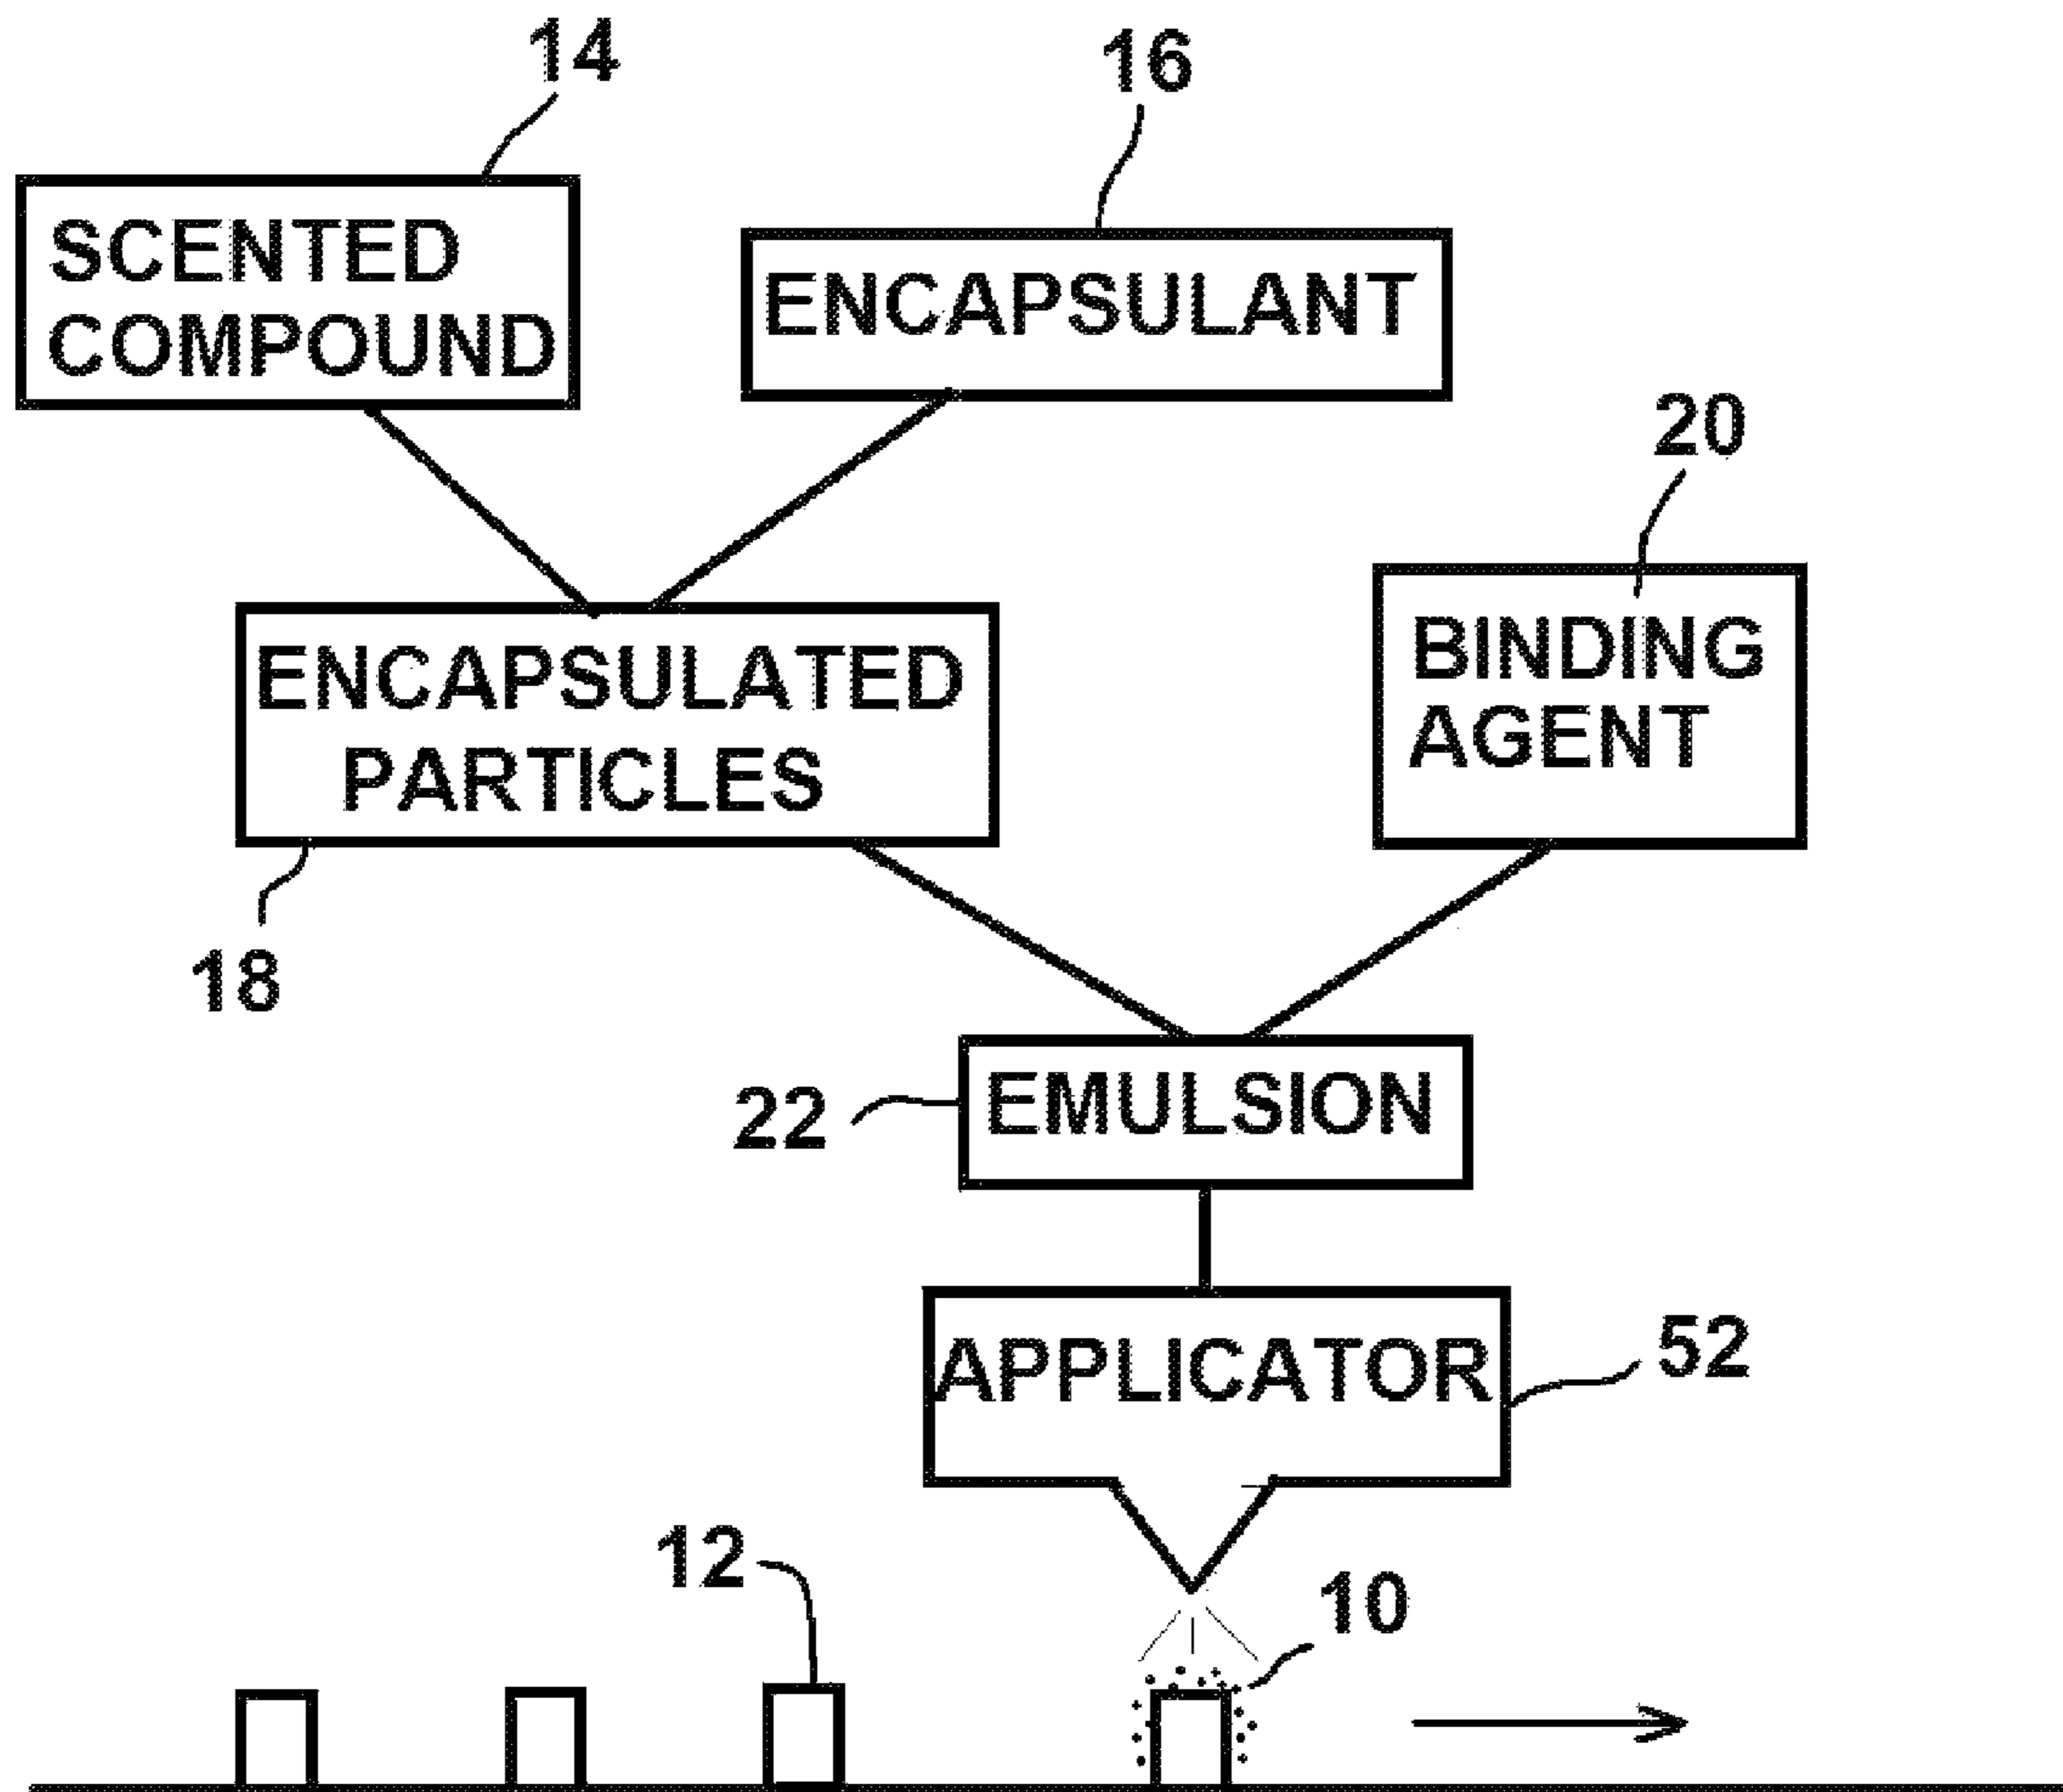 14
16
SCENTED
COMPOUND
ENCAPSULANT
20
ENCAPSULATED
PARTICLES
BINDING
AGENT
18
22
EMULSION
APPLICATOR
52
12
10